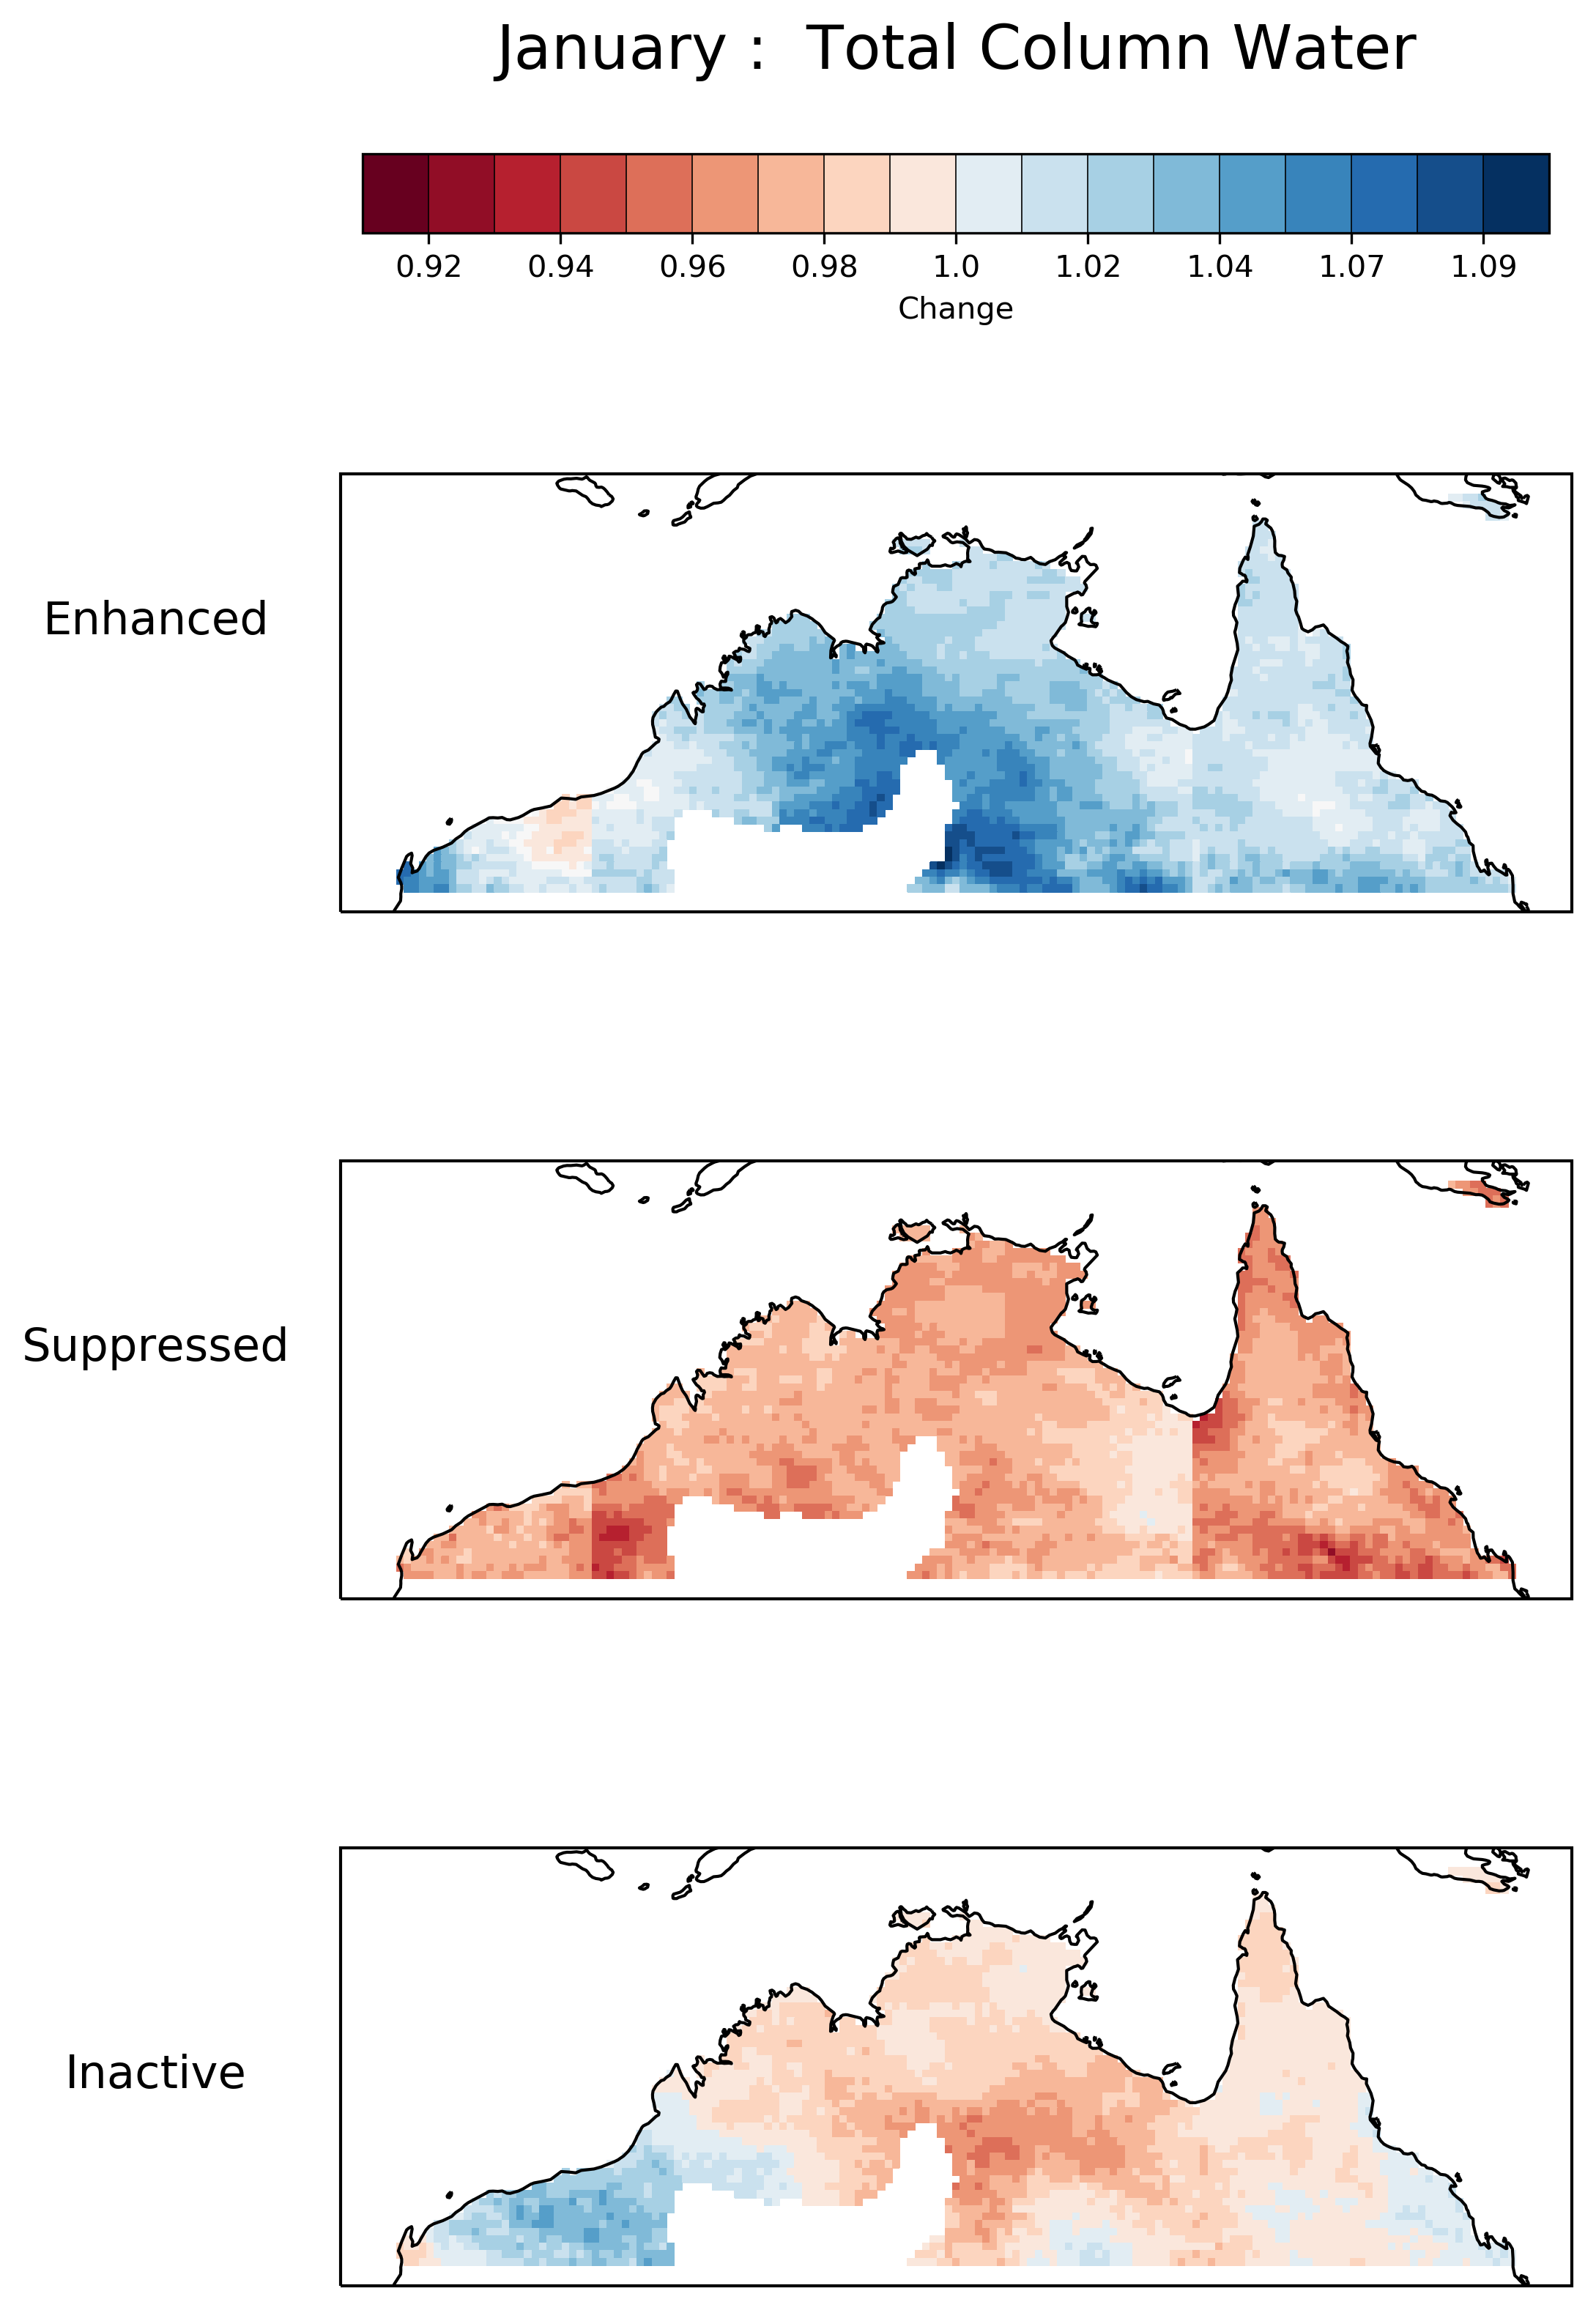 January :  Total Column Water
0.92 0.94 0.96 0.98 1.0 1.02 1.04 1.07 1.09
Change
Enhanced
Suppressed
Inactive